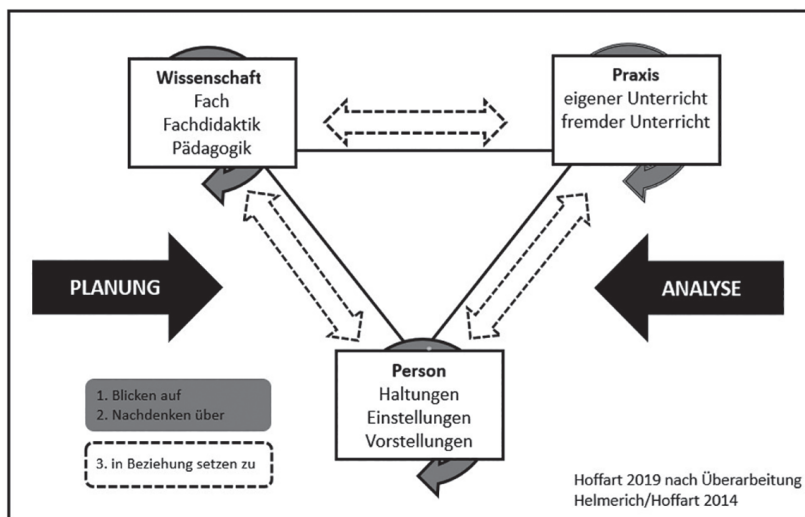 Wissenschaft
Fach
Fachdidaktik
Pädagogik
Praxis
eigener Unterricht
fremder Unterricht
PLANUNG
ANALYSE
Person
Haltungen
Einstellungen
Vorstellungen
1. Blicken auf
2. Nachdenken über
3. in Beziehung setzen zu
Hoffart 2019 nach Überarbeitung
Helmerich/Hoffart 2014